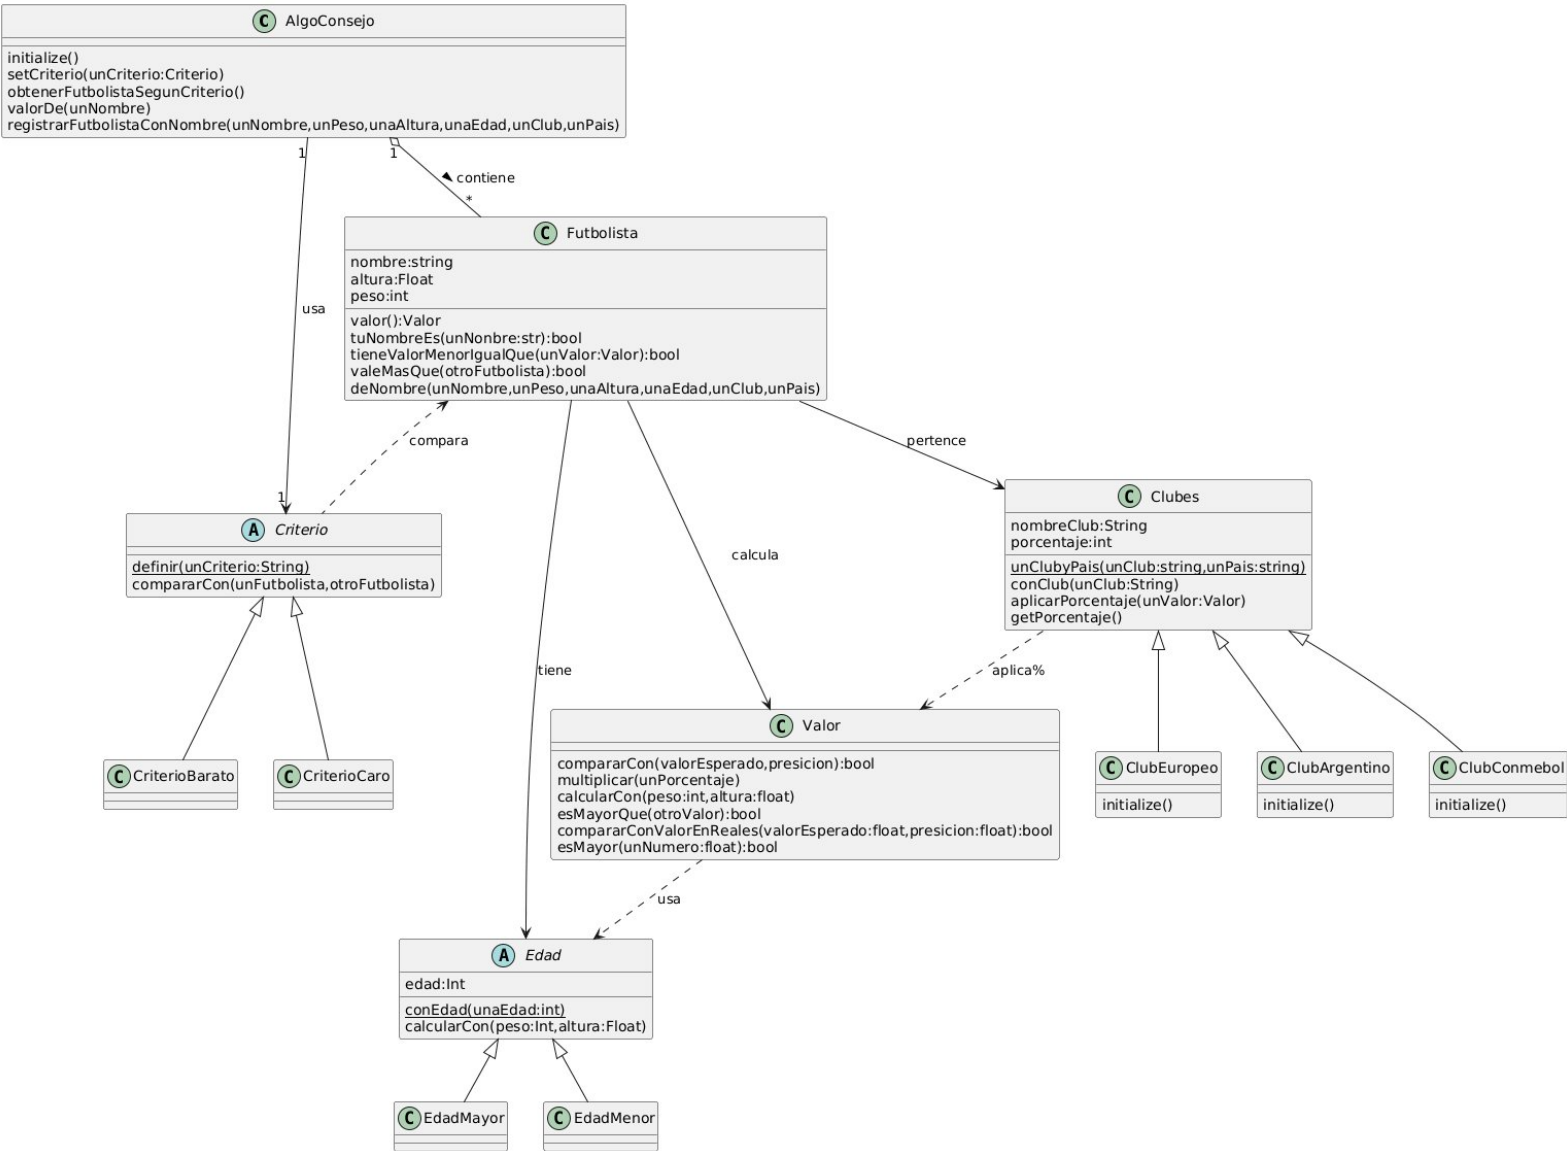 C AlgoConsejo
initialize()
setCriterio(unCriterio:Criterio)
obtenerFutbolistaSegunCriterio()
valorDe(unNombre)
registrarFutbolistaConNombre(unNombre,unPeso,unaAltura,unaEdad,unClub,unPais)
1
1
contiene
*
usa
C Futbolista
nombre:string
altura:Float
peso:int
valor():Valor
tuNombreEs(unNonbre:str):bool
tieneValorMenorIgualQue(unValor:Valor):bool
valeMasQue(otroFutbolista):bool
deNombre(unNombre,unPeso,unaAltura,unaEdad,unClub,unPais)
compara
pertence
1
A Criterio
definir(unCriterio:String)
compararCon(unFutbolista,otroFutbolista)
calcula
C Clubes
nombreClub:String
porcentaje:int
unClubyPais(unClub:string,unPais:string)
conClub(unClub:String)
aplicarPorcentaje(unValor:Valor)
getPorcentaje()
tiene
aplica%
C CriterioBarato
C CriterioCaro
C Valor
compararCon(valorEsperado,presicion):bool
multiplicar(unPorcentaje)
calcularCon(peso:int,altura:float)
esMayorQue(otroValor):bool
compararConValorEnReales(valorEsperado:float,presicion:float):bool
esMayor(unNumero:float):bool
C ClubEuropeo
initialize()
C ClubArgentino
initialize()
C ClubConmebol
initialize()
usa
A Edad
edad:Int
conEdad(unaEdad:int)
calcularCon(peso:Int,altura:Float)
C EdadMayor
C EdadMenor